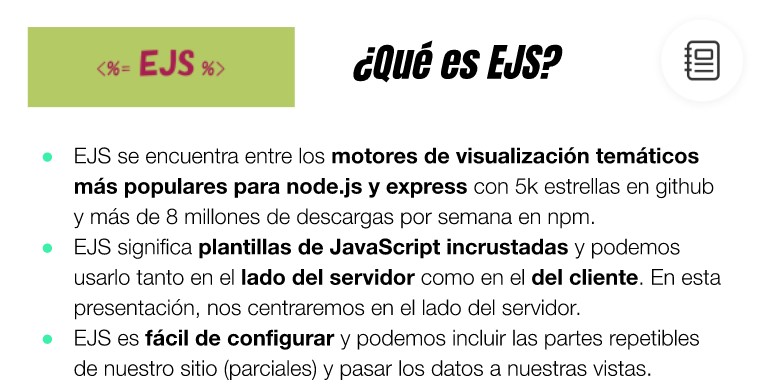 <%= EJS %>
¿Qué es EJS?
EJS se encuentra entre los motores de visualización temáticos
más populares para node.js y express con 5k estrellas en github
y más de 8 millones de descargas por semana en npm.
EJS significa plantillas de JavaScript incrustadas y podemos
usarlo tanto en el lado del servidor como en el del cliente. En esta
presentación, nos centraremos en el lado del servidor.
EJS es fácil de configurar y podemos incluir las partes repetibles
de nuestro sitio (parciales) y pasar los datos a nuestras vistas.